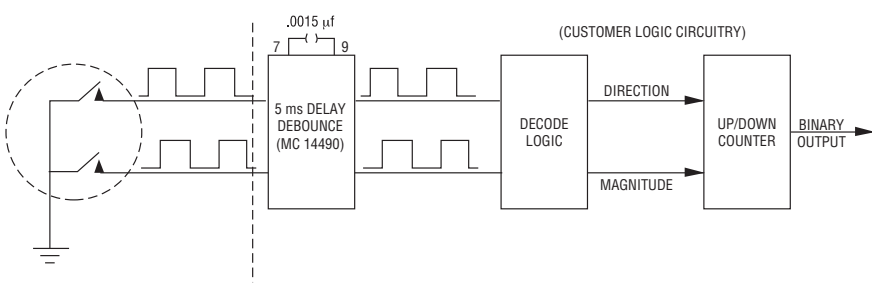 .0015 µf
7 9
(CUSTOMER LOGIC CIRCUITRY)
5 ms DELAY
DEBOUNCE
(MC 14490)
DECODE
LOGIC
DIRECTION
MAGNITUDE
UP/DOWN
COUNTER
BINARY
OUTPUT